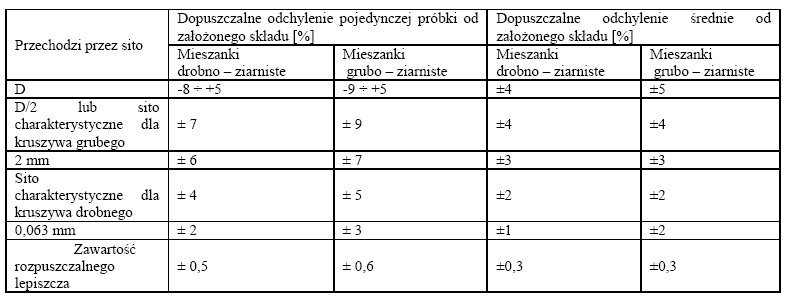 Przechodzi przez sito
Dopuszczalne odchylenie pojedynczej próbki od
założonego składu [%]
Dopuszczalne odchylenie średnie od
założonego składu [%]
Mieszanki
drobno – ziarniste
Mieszanki
grubo – ziarniste
Mieszanki
drobno – ziarniste
Mieszanki
grubo – ziarniste
D
-8 ÷ +5
-9 ÷ +5
±4
±5
D/2 lub sito
charakterystyczne dla
kruszywa grubego
± 7
± 9
±4
±4
2 mm
± 6
± 7
±3
±3
Sito
charakterystyczne dla
kruszywa drobnego
± 4
± 5
±2
±2
0,063 mm
± 2
± 3
±1
±2
Zawartość
rozpuszczalnego
lepiszcza
± 0,5
± 0,6
±0,3
±0,3